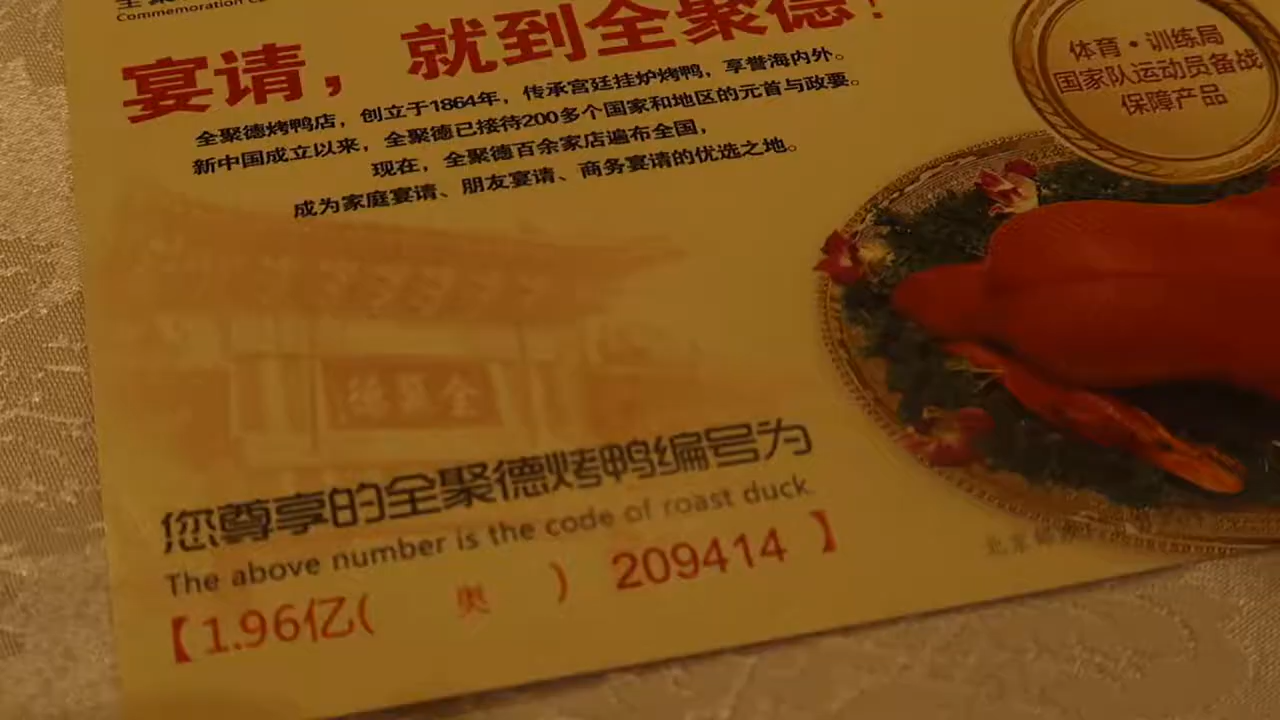 Commemoration
宴请，就到全聚德！
全聚德烤鸭店，创立于1864年，传承宫廷挂炉烤鸭，享誉海内外。
新中国成立以来，全聚德已接待200多个国家和地区的元首与政要。
现在，全聚德百余家店遍布全国，
成为家庭宴请、朋友宴请、商务宴请的优选之地。
体育·训练局
国家队运动员备战
保障产品
德聚全
您尊享的全聚德烤鸭编号为
The above number is the code of roast duck.
【1.96亿( 奥 ) 209414 】